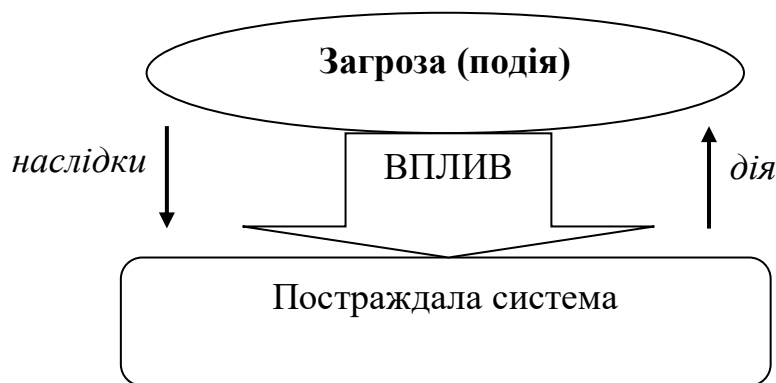 Загроза (подія)
наслідки
ВПЛИВ
дія
Постраждала система